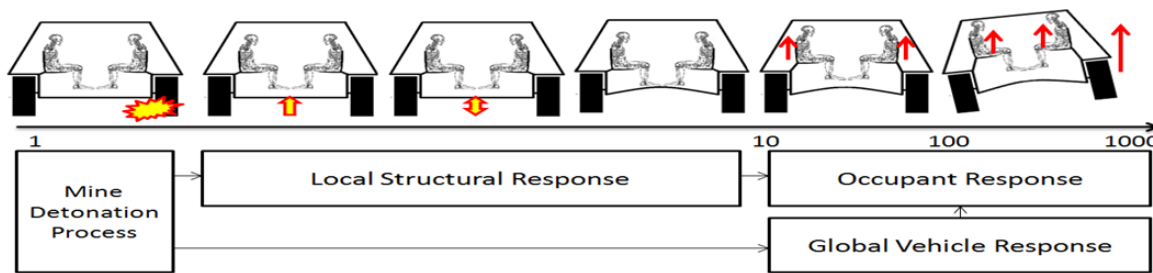 1 10 100 1000
Mine
Detonation
Process
Local Structural Response
Occupant Response
Global Vehicle Response